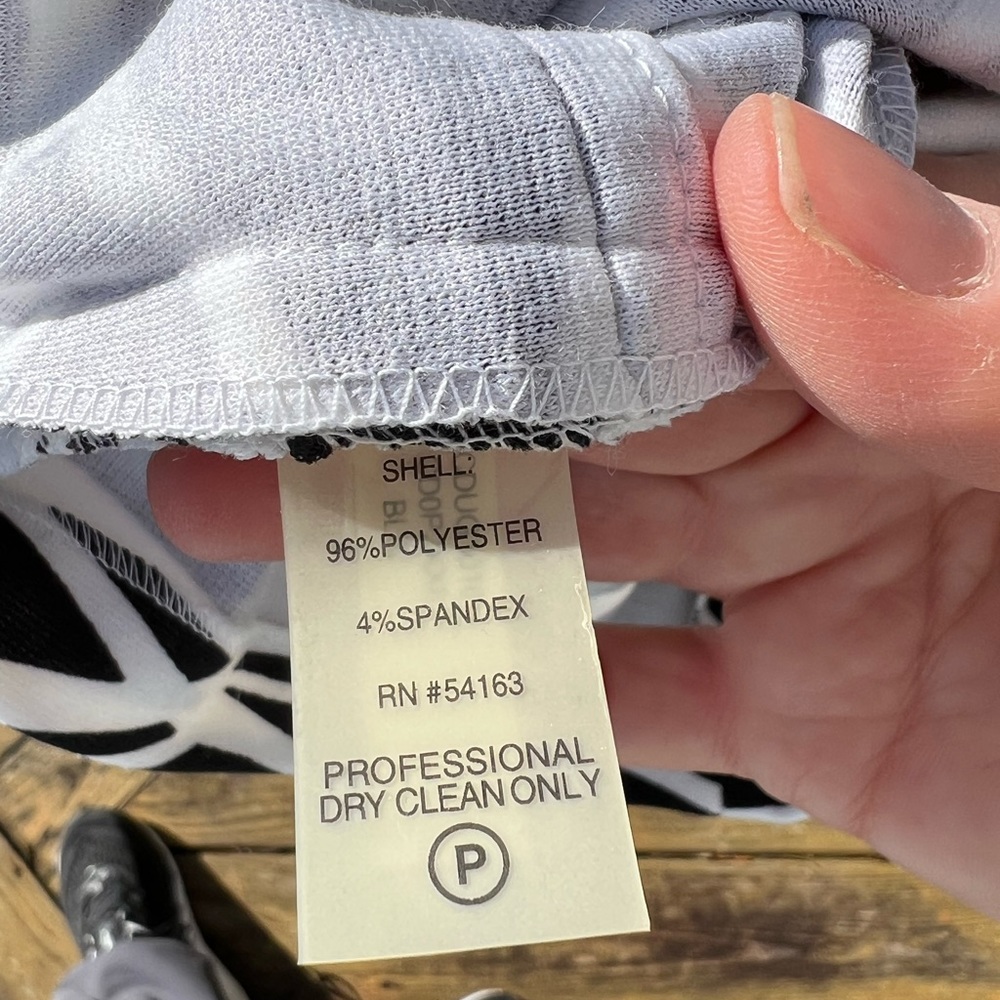 SHELL:
96%POLYESTER
4%SPANDEX
RN #54163
PROFESSIONAL
DRY CLEAN ONLY
P